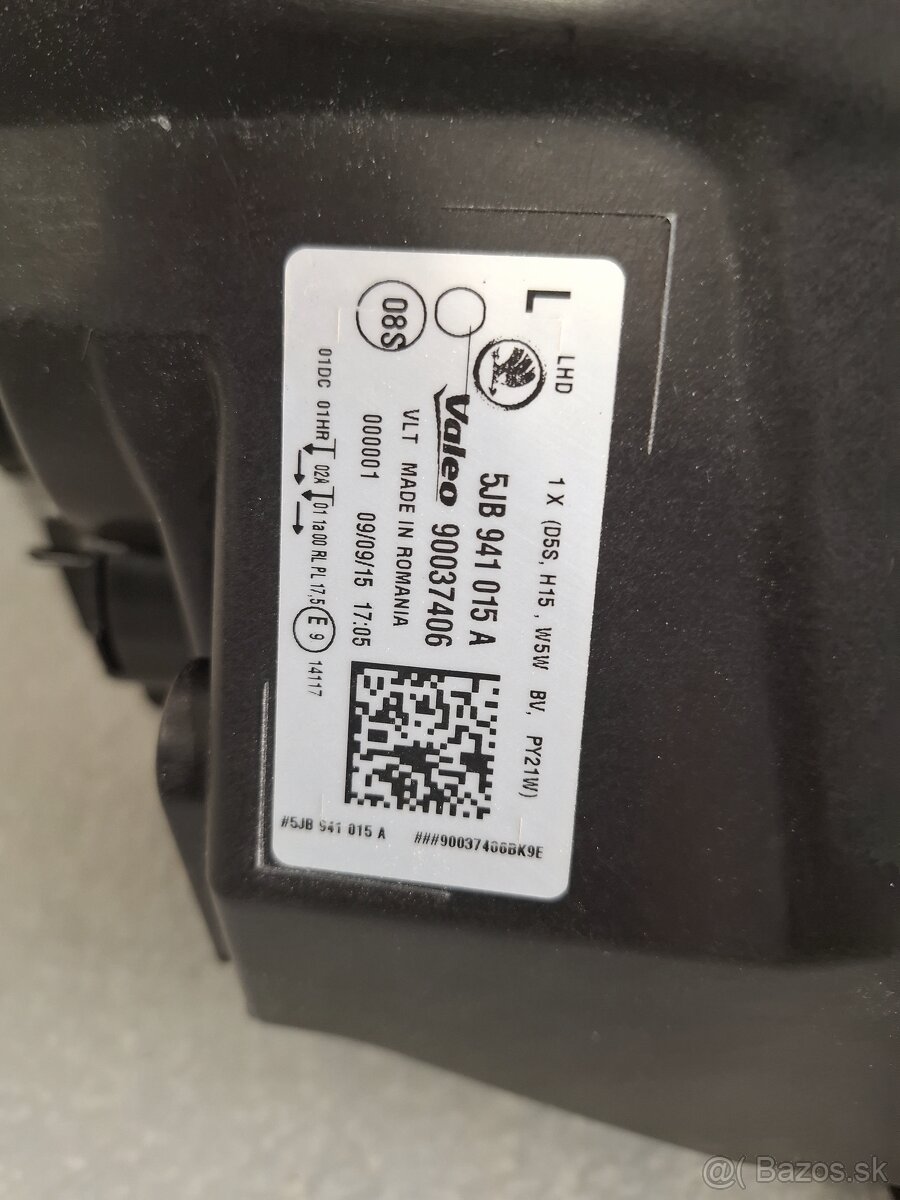 L LHD 1 X (D5S, H15 , W5W BV, PY21W)
5JB 941 015 A
Valeo 90037406
VLT MADE IN ROMANIA
08S 000001 09/09/15 17:05
01DC 01HR 02A 01 1a 00 RL PL 17,5 E 9 14117
#5JB 941 015 A ###90037406BK9E
@( Bazos.sk